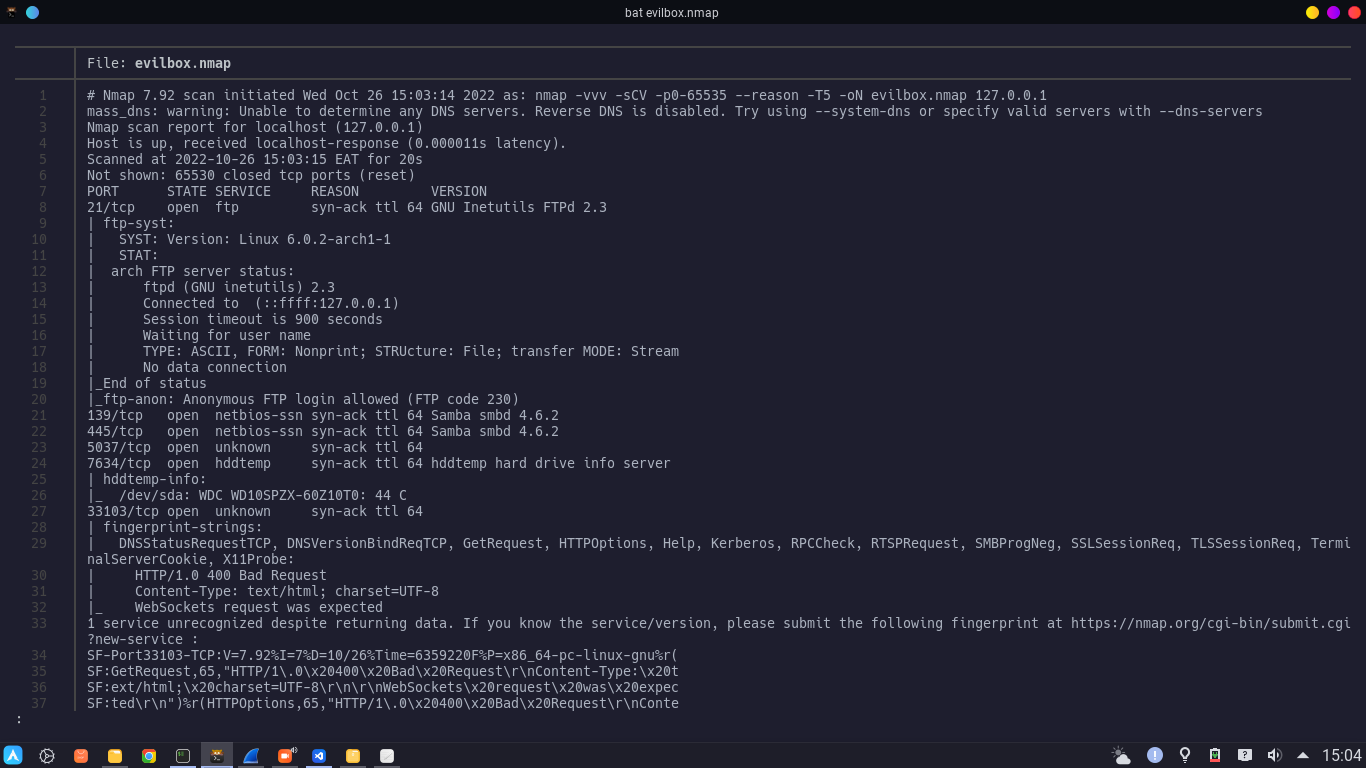 bat evilbox.nmap
File: evilbox.nmap
1 # Nmap 7.92 scan initiated Wed Oct 26 15:03:14 2022 as: nmap -vvv -sCV -p0-65535 --reason -T5 -oN evilbox.nmap 127.0.0.1
2 mass_dns: warning: Unable to determine any DNS servers. Reverse DNS is disabled. Try using --system-dns or specify valid servers with --dns-servers
3 Nmap scan report for localhost (127.0.0.1)
4 Host is up, received localhost-response (0.000011s latency).
5 Scanned at 2022-10-26 15:03:15 EAT for 20s
6 Not shown: 65530 closed tcp ports (reset)
7 PORT      STATE SERVICE     REASON         VERSION
8 21/tcp    open  ftp         syn-ack ttl 64 GNU Inetutils FTPd 2.3
9 | ftp-syst:
10 |   SYST: Version: Linux 6.0.2-arch1-1
11 |   STAT:
12 |  arch FTP server status:
13 |      ftpd (GNU inetutils) 2.3
14 |      Connected to  (::ffff:127.0.0.1)
15 |      Session timeout is 900 seconds
16 |      Waiting for user name
17 |      TYPE: ASCII, FORM: Nonprint; STRUcture: File; transfer MODE: Stream
18 |      No data connection
19 |_End of status
20 |_ftp-anon: Anonymous FTP login allowed (FTP code 230)
21 139/tcp   open  netbios-ssn syn-ack ttl 64 Samba smbd 4.6.2
22 445/tcp   open  netbios-ssn syn-ack ttl 64 Samba smbd 4.6.2
23 5037/tcp  open  unknown     syn-ack ttl 64
24 7634/tcp  open  hddtemp     syn-ack ttl 64 hddtemp hard drive info server
25 | hddtemp-info:
26 |_  /dev/sda: WDC WD10SPZX-60Z10T0: 44 C
27 33103/tcp open  unknown     syn-ack ttl 64
28 | fingerprint-strings:
29 |   DNSStatusRequestTCP, DNSVersionBindReqTCP, GetRequest, HTTPOptions, Help, Kerberos, RPCCheck, RTSPRequest, SMBProgNeg, SSLSessionReq, TLSSessionReq, Termi
nalServerCookie, X11Probe:
30 |     HTTP/1.0 400 Bad Request
31 |     Content-Type: text/html; charset=UTF-8
32 |_    WebSockets request was expected
33 1 service unrecognized despite returning data. If you know the service/version, please submit the following fingerprint at https://nmap.org/cgi-bin/submit.cgi
?new-service :
34 SF-Port33103-TCP:V=7.92%I=7%D=10/26%Time=6359220F%P=x86_64-pc-linux-gnu%r(
35 SF:GetRequest,65,"HTTP/1\.0\x20400\x20Bad\x20Request\r\nContent-Type:\x20t
36 SF:ext/html;\x20charset=UTF-8\r\n\r\nWebSockets\x20request\x20was\x20expec
37 SF:ted\r\n")%r(HTTPOptions,65,"HTTP/1\.0\x20400\x20Bad\x20Request\r\nConte
:
15:04